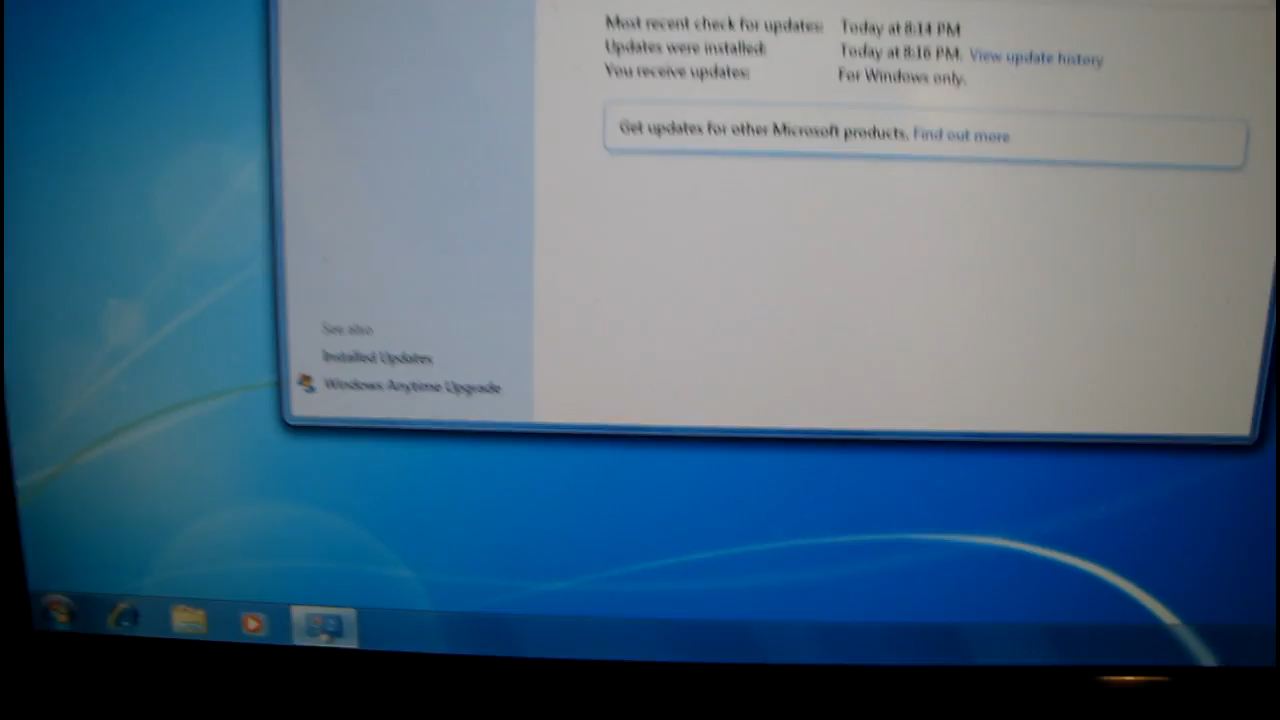 Most recent check for updates: Today at 8:14 PM
Updates were installed: Today at 8:16 PM. View update history
You receive updates: For Windows only.
Get updates for other Microsoft products. Find out more
See also
Installed Updates
Windows Anytime Upgrade